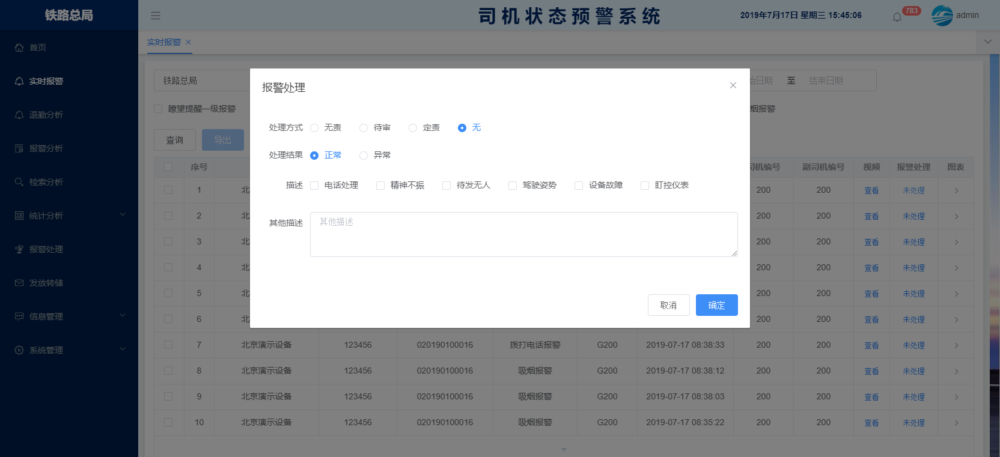 铁路总局
司机状态预警系统
2019年7月17日 星期三 15:45:06
783
admin
首页
实时报警
退勤分析
报警分析
检索分析
统计分析
报警处理
发放转储
信息管理
系统管理
实时报警
铁路总局
始日期 至 结束日期
瞭望提醒一级报警
烟报警
查询 导出
报警处理
处理方式 无责 待审 定责 无
处理结果 正常 异常
描述 电话处理 精神不振 待发无人 驾驶姿势 设备故障 盯控仪表
其他描述 其他描述
取消 确定
序号 司机编号 副司机编号 视频 报警处理 图表
1 北 200 200 查看 未处理
2 北 200 200 查看 未处理
3 北 200 200 查看 未处理
4 北 200 200 查看 未处理
5 北 200 200 查看 未处理
6 北 200 200 查看 未处理
7 北京演示设备 123456 020190100016 拨打电话报警 G200 2019-07-17 08:38:33 200 200 查看 未处理
8 北京演示设备 123456 020190100016 吸烟报警 G200 2019-07-17 08:38:12 200 200 查看 未处理
9 北京演示设备 123456 020190100016 吸烟报警 G200 2019-07-17 08:38:03 200 200 查看 未处理
10 北京演示设备 123456 020190100016 吸烟报警 G200 2019-07-17 08:35:22 200 200 查看 未处理